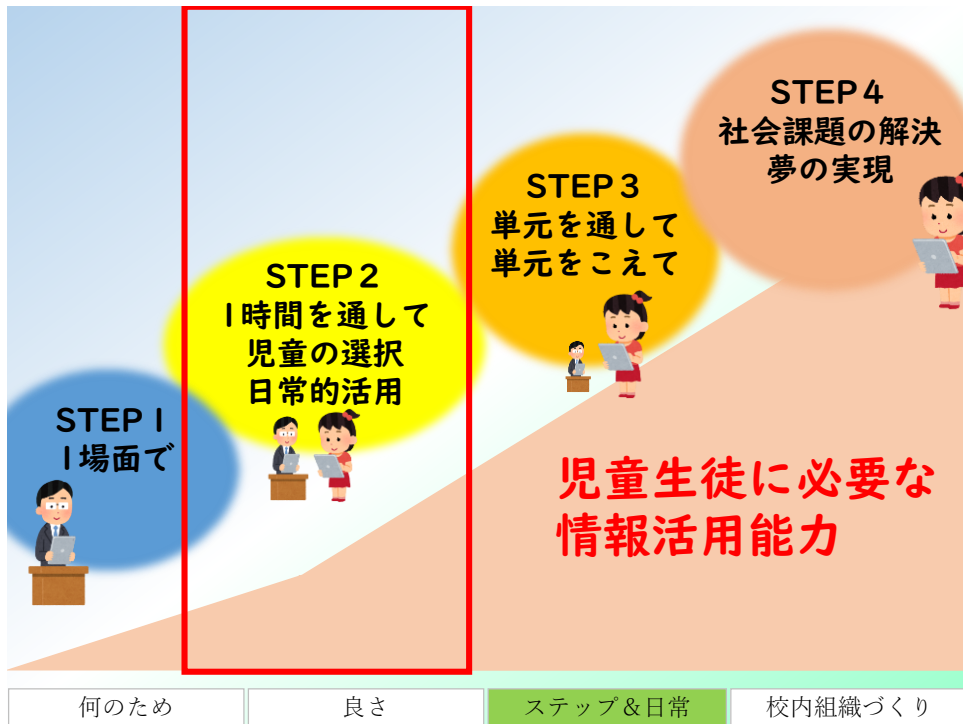 STEP1
1場面で
STEP2
1時間を通して
児童の選択
日常的活用
STEP3
単元を通して
単元をこえて
STEP4
社会課題の解決
夢の実現
児童生徒に必要な
情報活用能力
何のため
良さ
ステップ&日常
校内組織づくり